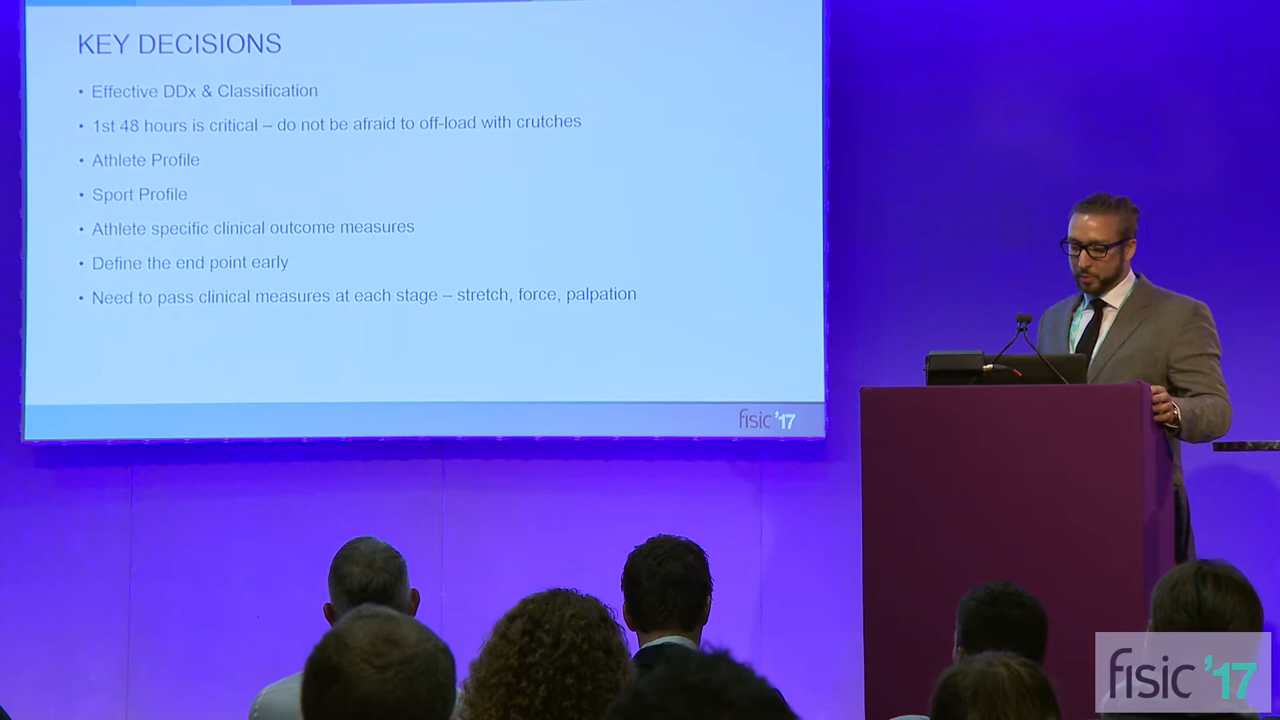 KEY DECISIONS
• Effective DDx & Classification
• 1st 48 hours is critical – do not be afraid to off-load with crutches
• Athlete Profile
• Sport Profile
• Athlete specific clinical outcome measures
• Define the end point early
• Need to pass clinical measures at each stage – stretch, force, palpation
fisic '17
fisic '17